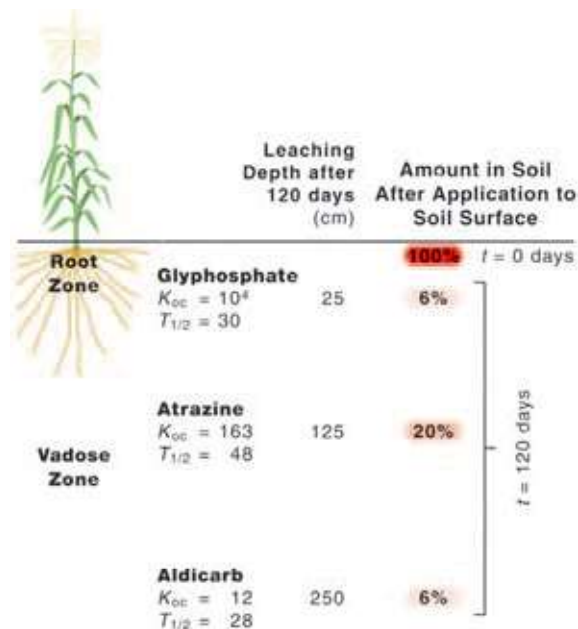 Leaching
Depth after
120 days
(cm)
Amount in Soil
After Application to
Soil Surface
100% t = 0 days
Root
Zone
Glyphosphate
Koc = 10⁴ 25 6%
T1/2 = 30
Atrazine
Koc = 163 125 20%
T1/2 = 48
Vadose
Zone
t = 120 days
Aldicarb
Koc = 12 250 6%
T1/2 = 28